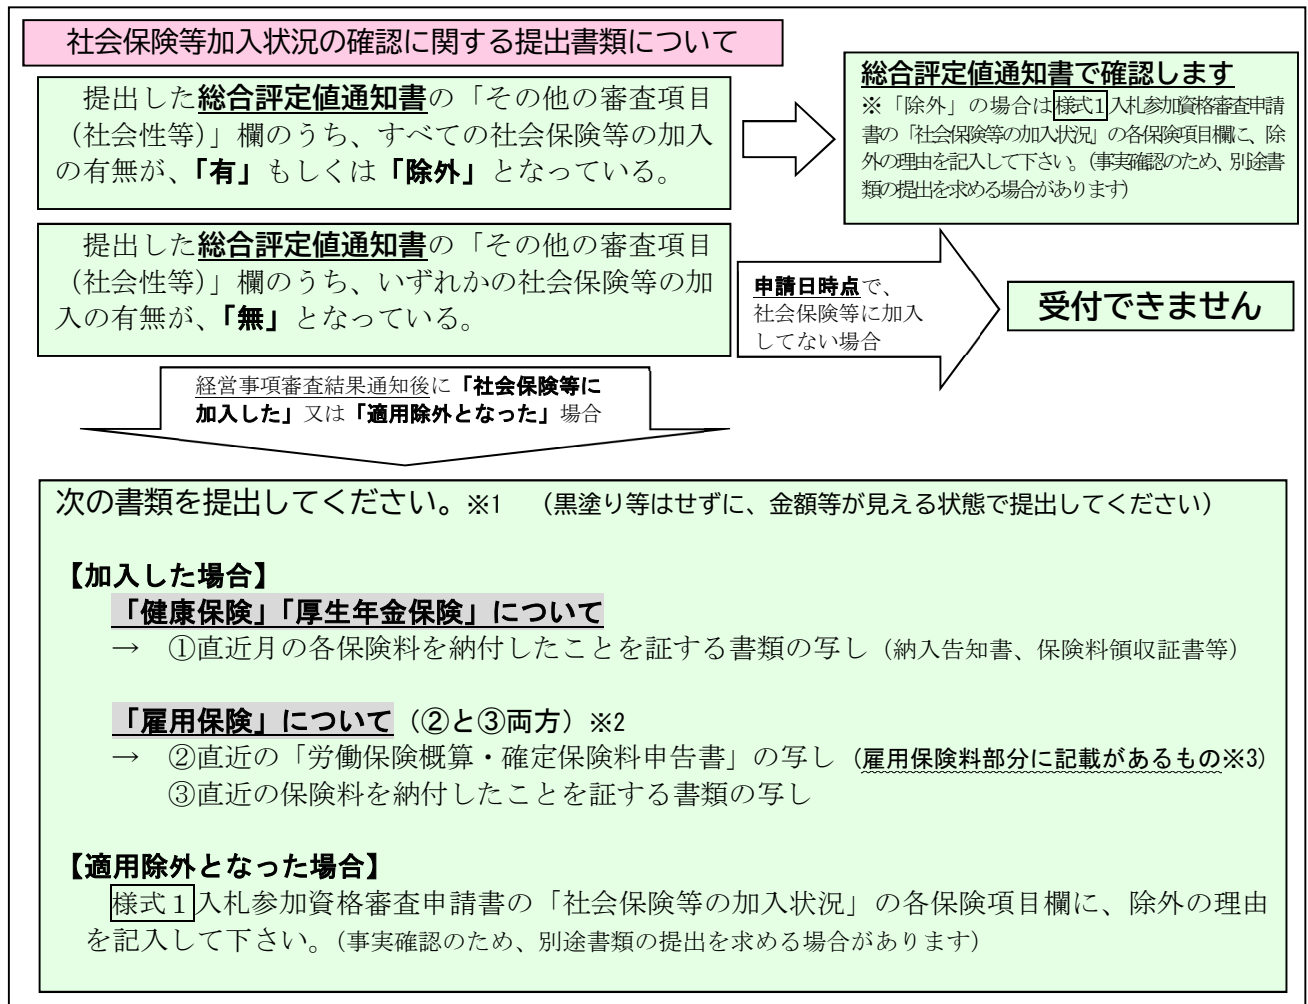 社会保険等加入状況の確認に関する提出書類について
提出した総合評定値通知書の「その他の審査項目
（社会性等）」欄のうち、すべての社会保険等の加入
の有無が、「有」もしくは「除外」となっている。
総合評定値通知書で確認します
※「除外」の場合は様式1入札参加資格審査申請
書の「社会保険等の加入状況」の各保険項目欄に、除
外の理由を記入して下さい。（事実確認のため、別途書
類の提出を求める場合があります）
提出した総合評定値通知書の「その他の審査項目
（社会性等）」欄のうち、いずれかの社会保険等の加
入の有無が、「無」となっている。
申請日時点で、
社会保険等に加入
してない場合
受付できません
経営事項審査結果通知後に「社会保険等に
加入した」又は「適用除外となった」場合
次の書類を提出してください。※1　（黒塗り等はせずに、金額等が見える状態で提出してください）
【加入した場合】
「健康保険」「厚生年金保険」について
→　①直近月の各保険料を納付したことを証する書類の写し（納入告知書、保険料領収証書等）
「雇用保険」について（②と③両方）※2
→　②直近の「労働保険概算・確定保険料申告書」の写し（雇用保険料部分に記載があるもの※3）
③直近の保険料を納付したことを証する書類の写し
【適用除外となった場合】
様式１入札参加資格審査申請書の「社会保険等の加入状況」の各保険項目欄に、除外の理由
を記入して下さい。（事実確認のため、別途書類の提出を求める場合があります）